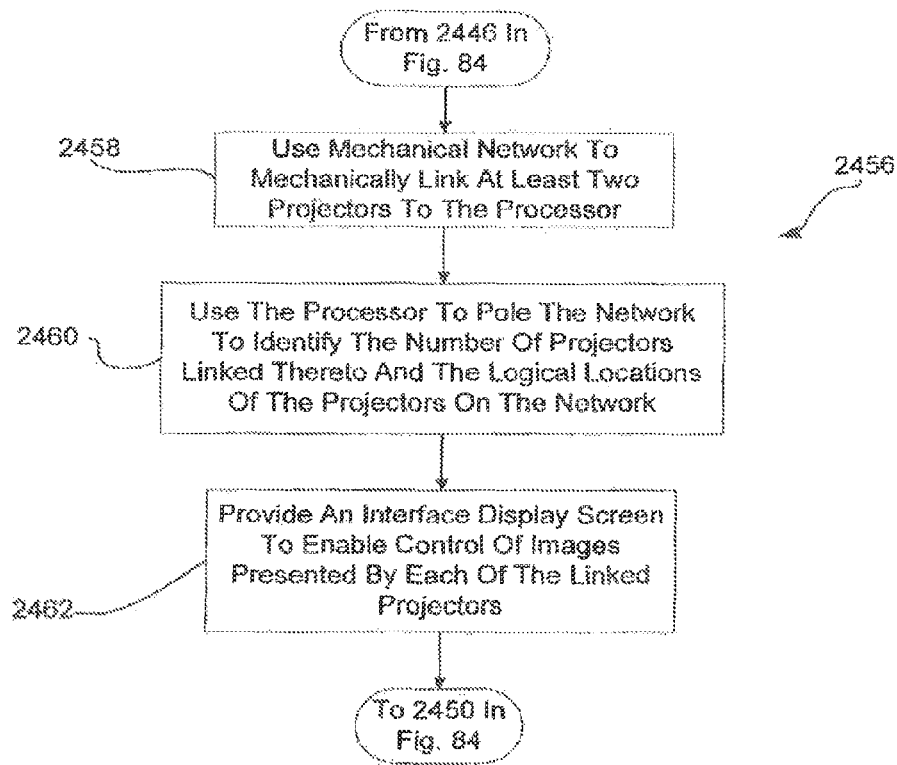 From 2446 In
Fig. 84
2458
Use Mechanical Network To
Mechanically Link At Least Two
Projectors To The Processor
2456
2460
Use The Processor To Pole The Network
To Identify The Number Of Projectors
Linked Thereto And The Logical Locations
Of The Projectors On The Network
Provide An Interface Display Screen
To Enable Control Of Images
Presented By Each Of The Linked
Projectors
2462
To 2450 In
Fig. 84